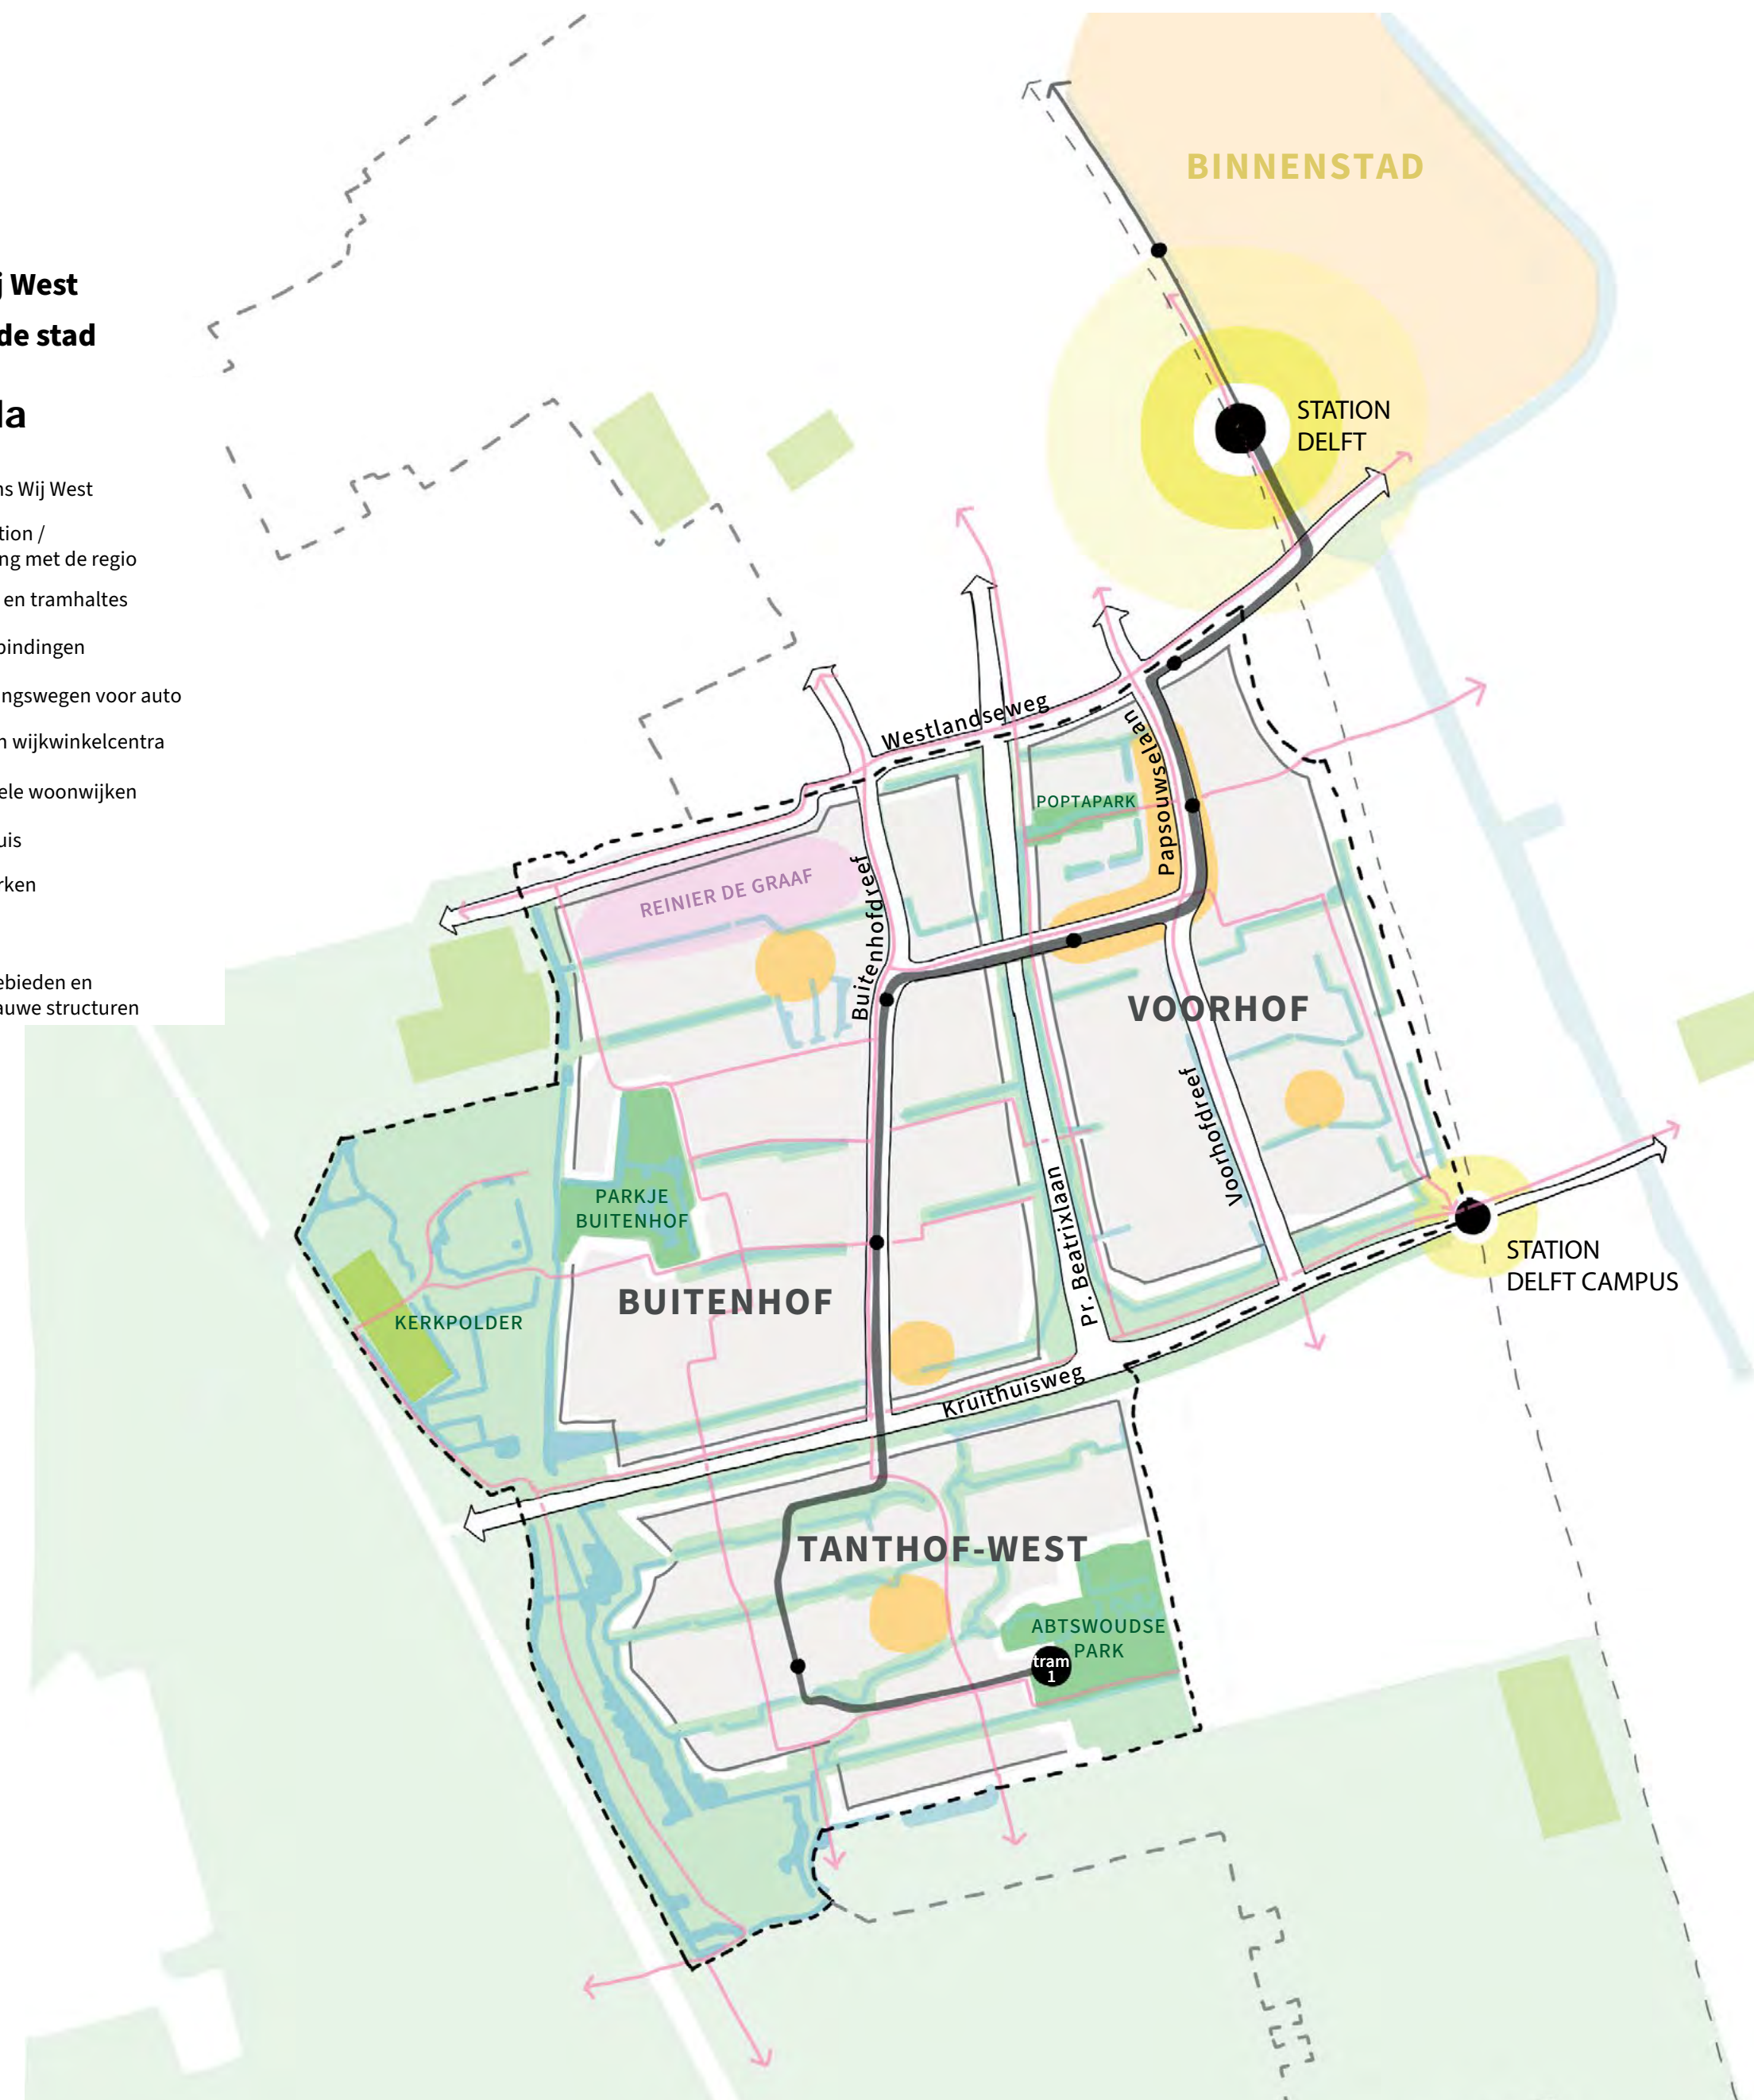 j West
de stad
la
ns Wij West
tion /
ng met de regio
en tramhaltes
bindingen
ngswegen voor auto
n wijkwinkelcentra
ele woonwijken
uis
rken
ebieden en
auwe structuren
BINNENSTAD
STATION
DELFT
Westlandseweg
Papsouwselaan
POPTAPARK
REINIER DE GRAAF
Buitenhofdreef
VOORHOF
Voorhofdreef
PARKJE
BUITENHOF
Pr. Beatrixlaan
STATION
DELFT CAMPUS
BUITENHOF
KERKPOLDER
Kruithuisweg
TANTHOF-WEST
ABTSWOUDSE
PARK
tram
1